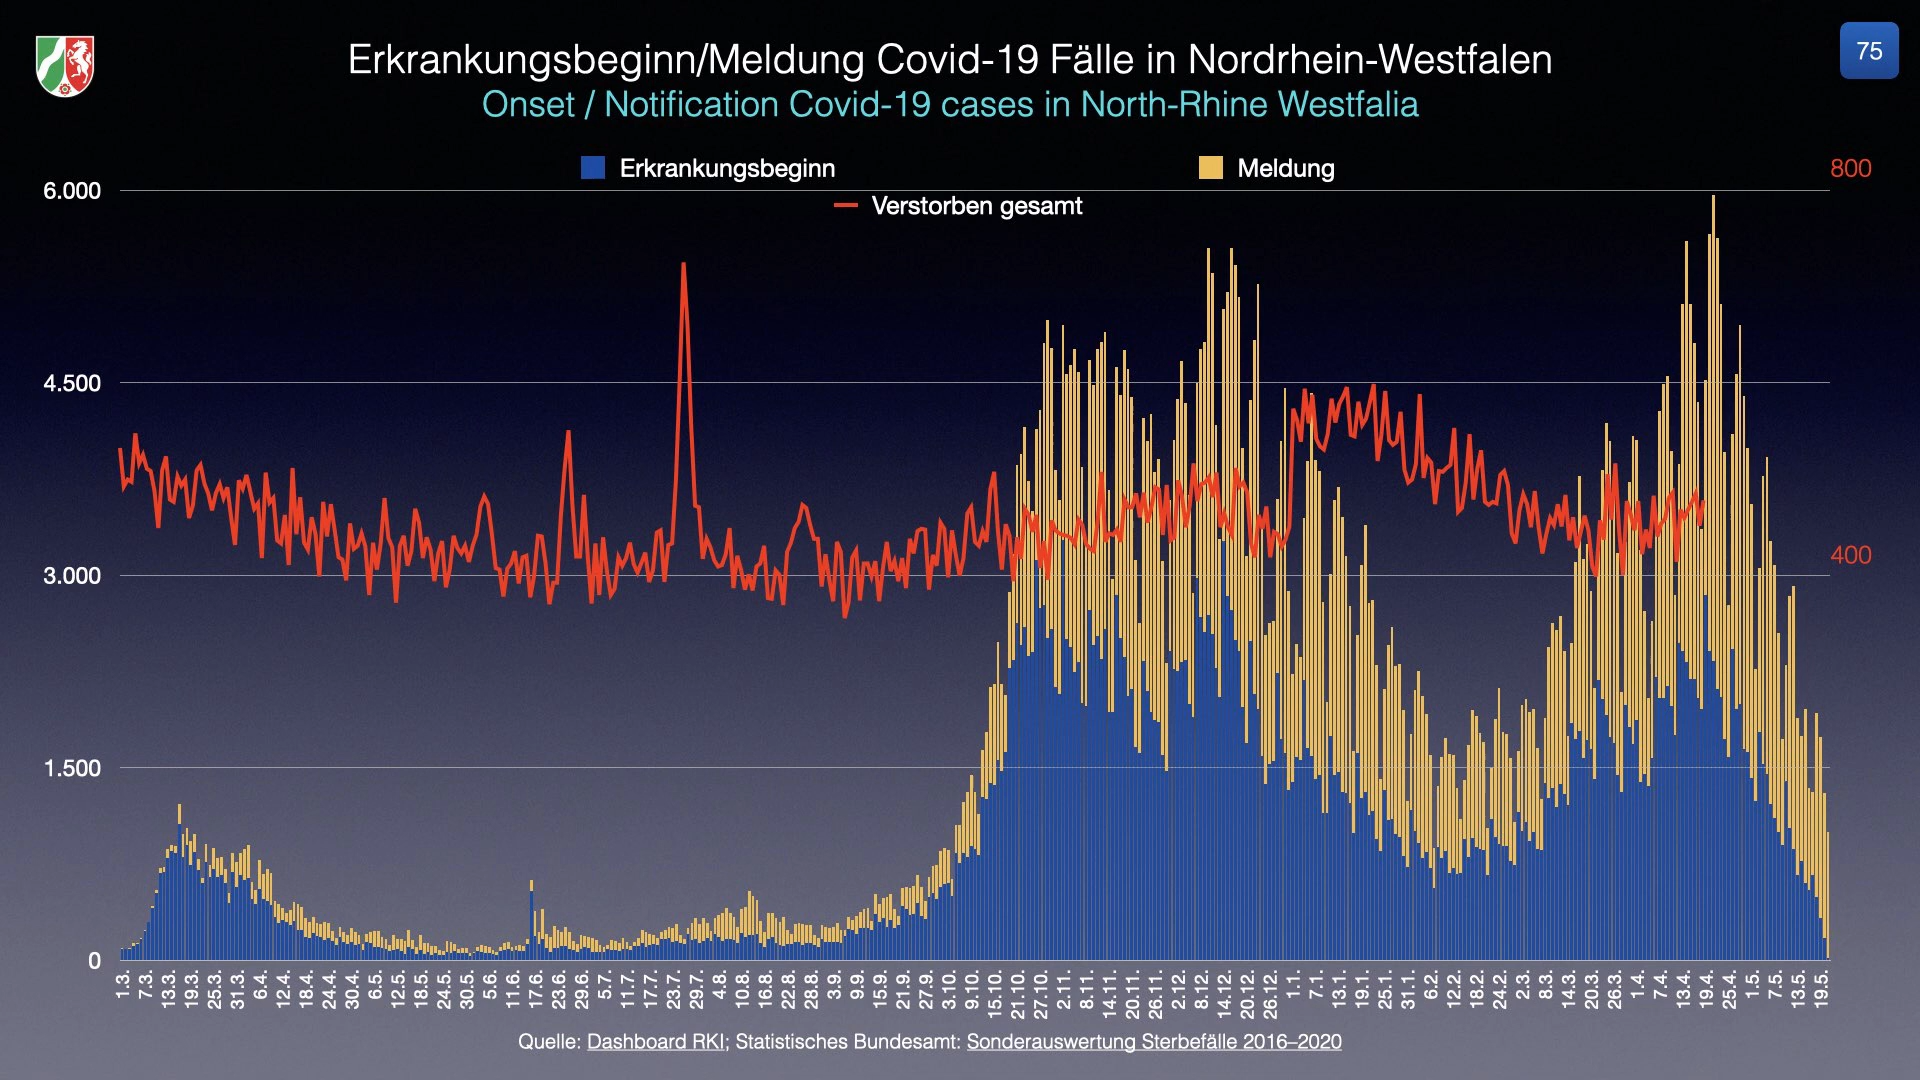 Erkrankungsbeginn/Meldung Covid-19 Fälle in Nordrhein-Westfalen
75
Onset / Notification Covid-19 cases in North-Rhine Westfalia
Erkrankungsbeginn
Meldung
Verstorben gesamt
800
6.000
4.500
3.000
400
1.500
0
1.3. 7.3. 13.3. 19.3. 25.3. 31.3. 6.4. 12.4. 18.4. 24.4. 30.4. 6.5. 12.5. 18.5. 24.5. 30.5. 5.6. 11.6. 17.6. 23.6. 29.6. 5.7. 11.7. 17.7. 23.7. 29.7. 4.8. 10.8. 16.8. 22.8. 28.8. 3.9. 9.9. 15.9. 21.9. 27.9. 3.10. 9.10. 15.10. 21.10. 27.10. 2.11. 8.11. 14.11. 20.11. 26.11. 2.12. 8.12. 14.12. 20.12. 26.12. 1.1. 7.1. 13.1. 19.1. 25.1. 31.1. 6.2. 12.2. 18.2. 24.2. 2.3. 8.3. 14.3. 20.3. 26.3. 1.4. 7.4. 13.4. 19.4. 25.4. 1.5. 7.5. 13.5. 19.5.
Quelle: Dashboard RKI; Statistisches Bundesamt: Sonderauswertung Sterbefälle 2016–2020